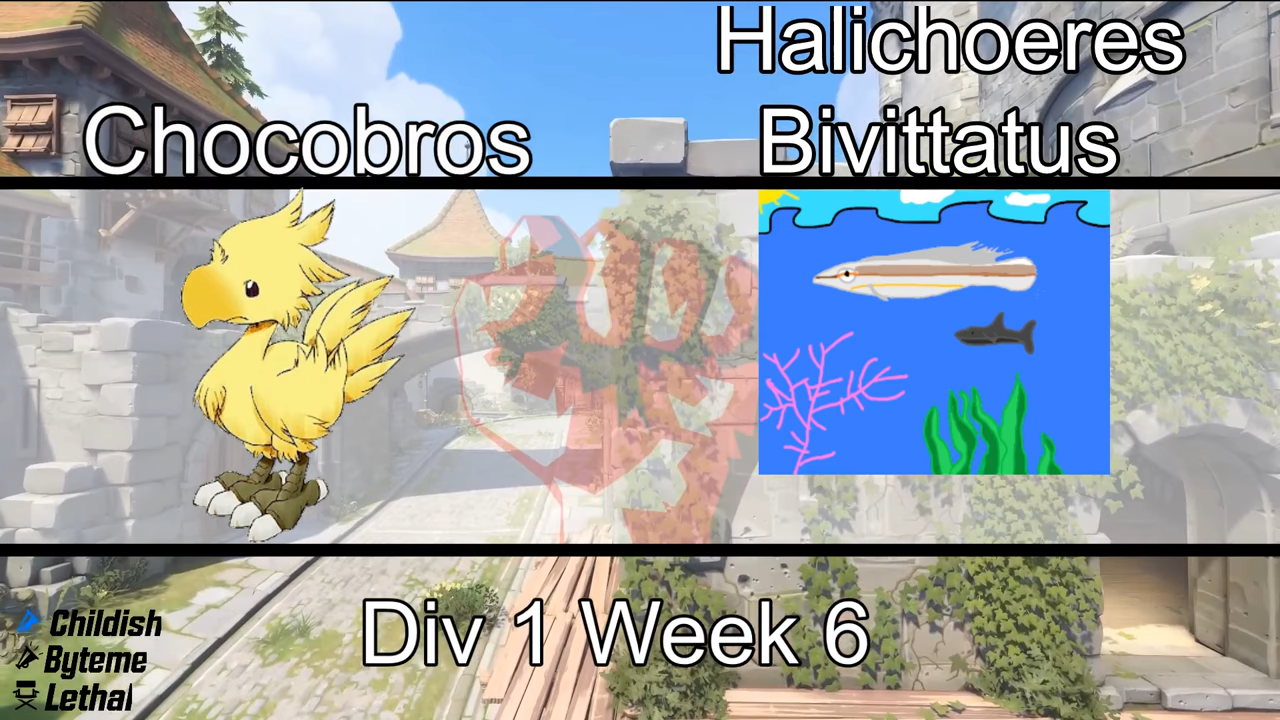 Chocobros
Halichoeres
Bivittatus
Div 1 Week 6
Childish
Byteme
Lethal